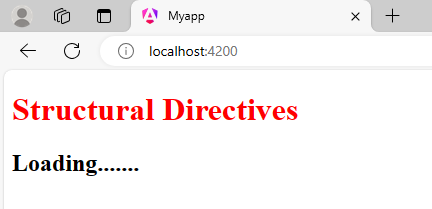 Myapp
localhost:4200
Structural Directives
Loading.......